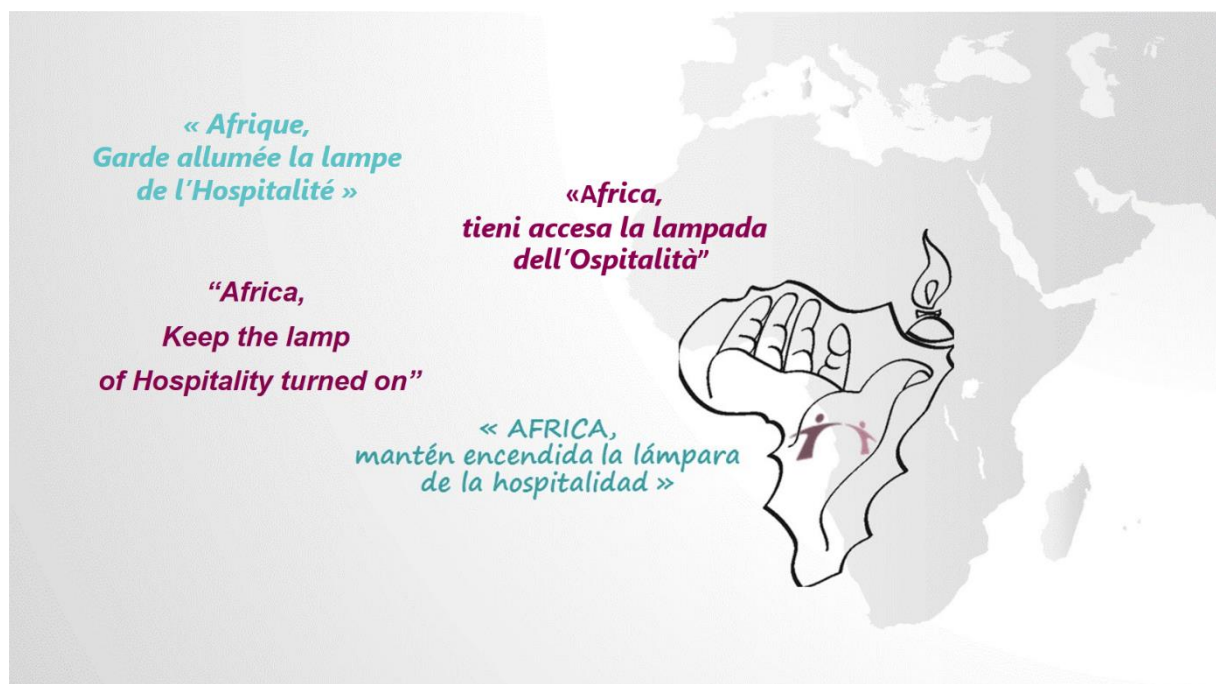 « Afrique,
Garde allumée la lampe
de l’Hospitalité »
«Africa,
tieni accesa la lampada
dell’Ospitalità”
“Africa,
Keep the lamp
of Hospitality turned on”
« AFRICA,
mantén encendida la lámpara
de la hospitalidad »